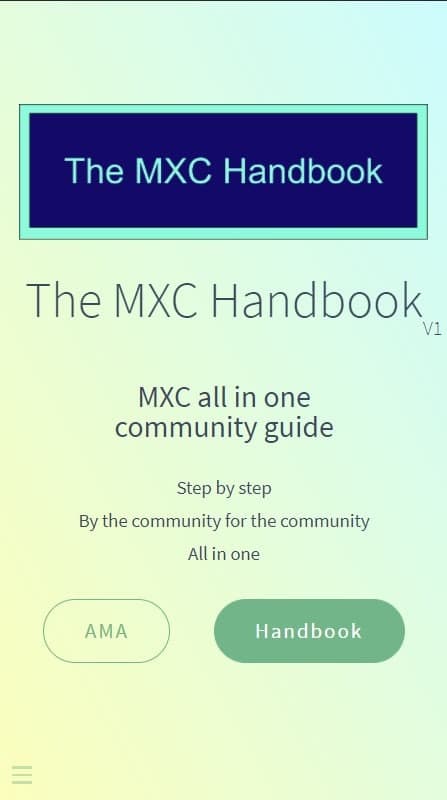 The MXC Handbook
The MXC Handbook V1
MXC all in one
community guide
Step by step
By the community for the community
All in one
AMA
Handbook